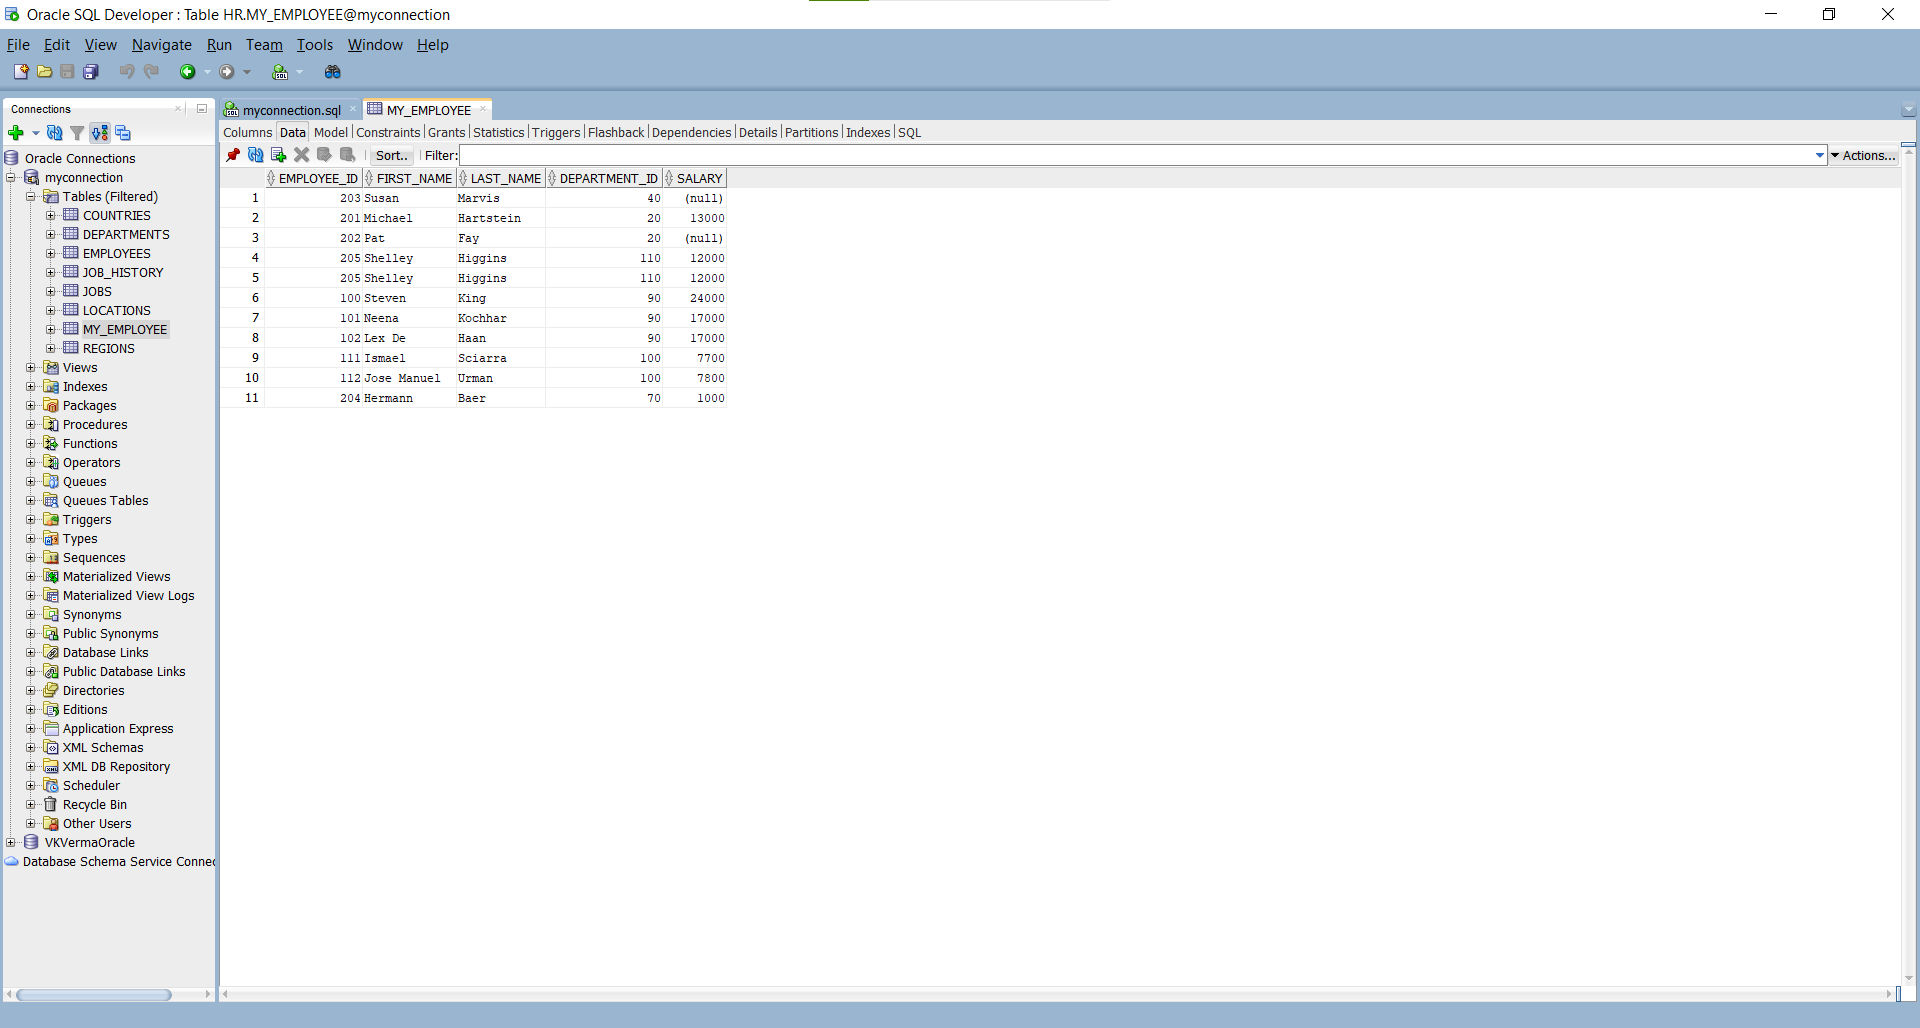 Oracle SQL Developer : Table HR.MY_EMPLOYEE@myconnection
File Edit View Navigate Run Team Tools Window Help
Connections
myconnection.sql MY_EMPLOYEE
Columns Data Model Constraints Grants Statistics Triggers Flashback Dependencies Details Partitions Indexes SQL
Sort.. Filter: Actions...
Oracle Connections
myconnection
Tables (Filtered)
COUNTRIES
DEPARTMENTS
EMPLOYEES
JOB_HISTORY
JOBS
LOCATIONS
MY_EMPLOYEE
REGIONS
Views
Indexes
Packages
Procedures
Functions
Operators
Queues
Queues Tables
Triggers
Types
Sequences
Materialized Views
Materialized View Logs
Synonyms
Public Synonyms
Database Links
Public Database Links
Directories
Editions
Application Express
XML Schemas
XML DB Repository
Scheduler
Recycle Bin
Other Users
VKVermaOracle
Database Schema Service Connec
EMPLOYEE_ID FIRST_NAME LAST_NAME DEPARTMENT_ID SALARY
1 203 Susan Marvis 40 (null)
2 201 Michael Hartstein 20 13000
3 202 Pat Fay 20 (null)
4 205 Shelley Higgins 110 12000
5 205 Shelley Higgins 110 12000
6 100 Steven King 90 24000
7 101 Neena Kochhar 90 17000
8 102 Lex De Haan 90 17000
9 111 Ismael Sciarra 100 7700
10 112 Jose Manuel Urman 100 7800
11 204 Hermann Baer 70 1000